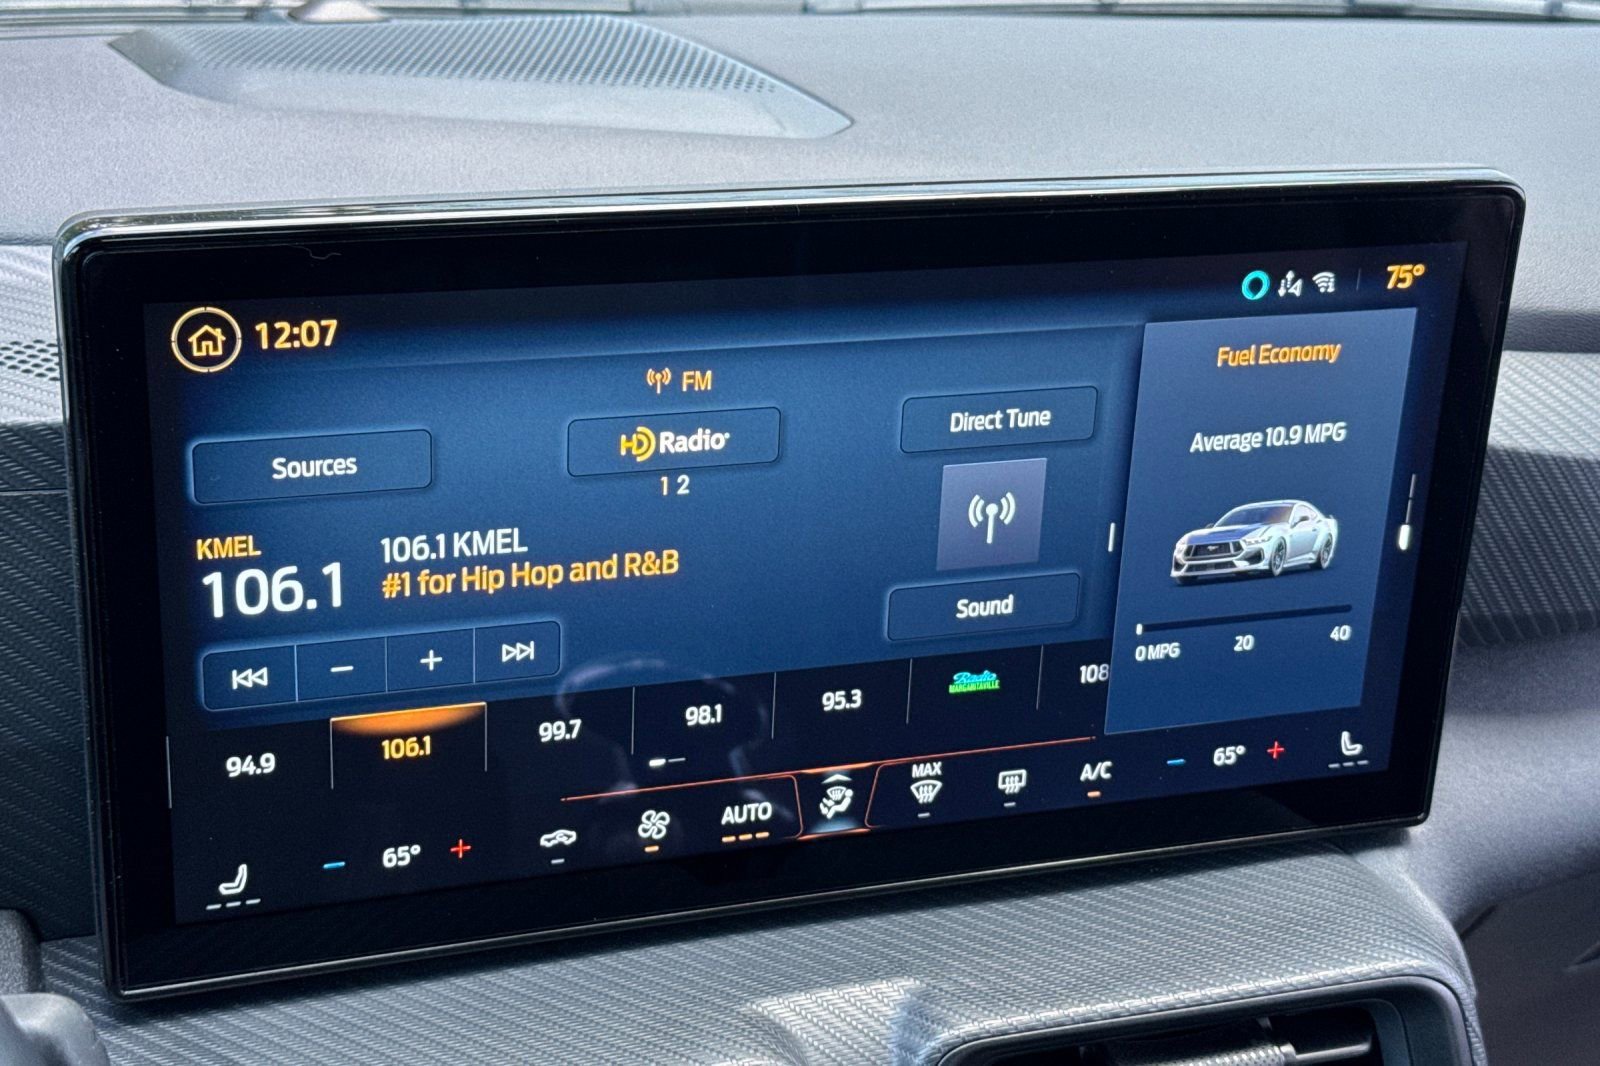 12:07
75°
FM
Fuel Economy
Sources
HD Radio
Direct Tune
1 2
Average 10.9 MPG
KMEL
106.1
106.1 KMEL
#1 for Hip Hop and R&B
Sound
0 MPG
20
40
94.9
106.1
99.7
98.1
95.3
Radio
MARGARITAVILLE
108
65°
AUTO
MAX
A/C
65°